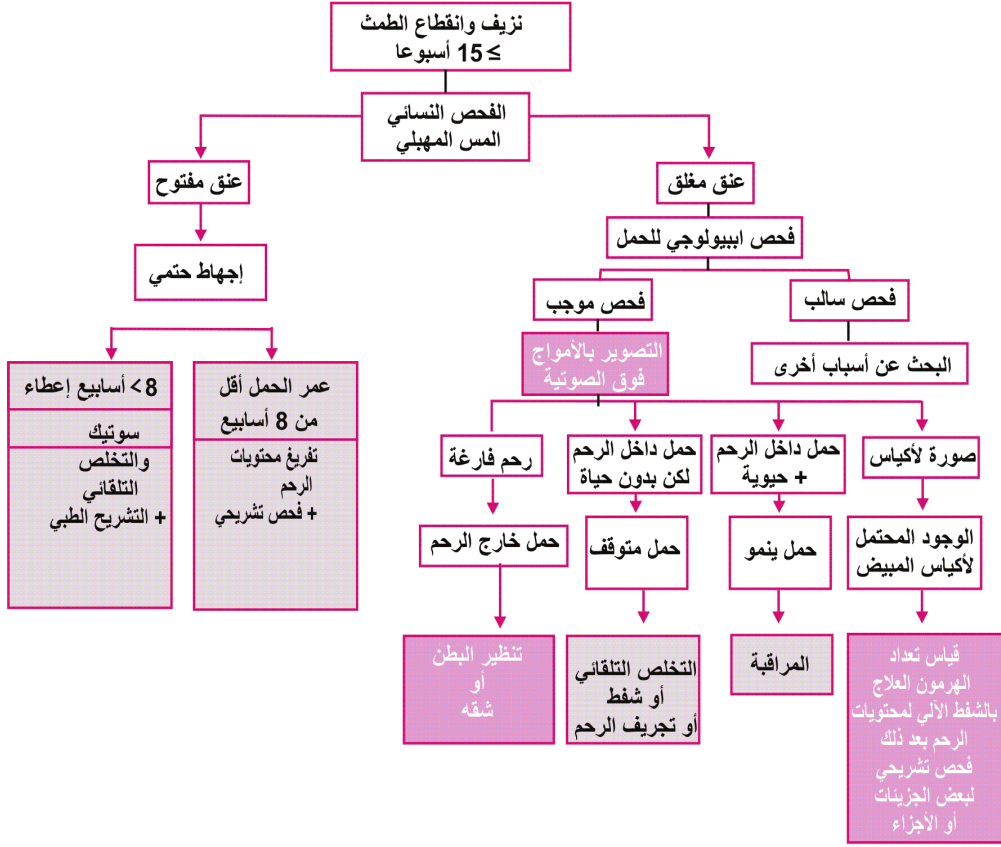 نزيف وانقطاع الطمث
≥ 15 أسبوعا
الفحص النسائي
المس المهبلي
عنق مفتوح
عنق مغلق
إجهاط حتمي
فحص اببيولوجي للحمل
فحص موجب
فحص سالب
التصوير بالأمواج
فوق الصوتية
البحث عن أسباب أخرى
8 > أسابيع إعطاء
سوتيك
والتخلص
التلقائي
+ التشريح الطبي
عمر الحمل أقل
من 8 أسابيع
تفريغ محتويات
الرحم
+ فحص تشريحي
رحم فارغة
حمل داخل الرحم
لكن بدون حياة
حمل داخل الرحم
+ حيوية
صورة لأكياس
حمل خارج الرحم
حمل متوقف
حمل ينمو
الوجود المحتمل
لأكياس المبيض
تنظير البطن
أو
شقه
التخلص التلقائي
أو شفط
أو تجريف الرحم
المراقبة
قياس تعداد
الهرمون العلاج
بالشفط الآلي لمحتويات
الرحم بعد ذلك
فحص تشريحي
لبعض الجزيئات
أو الأجزاء